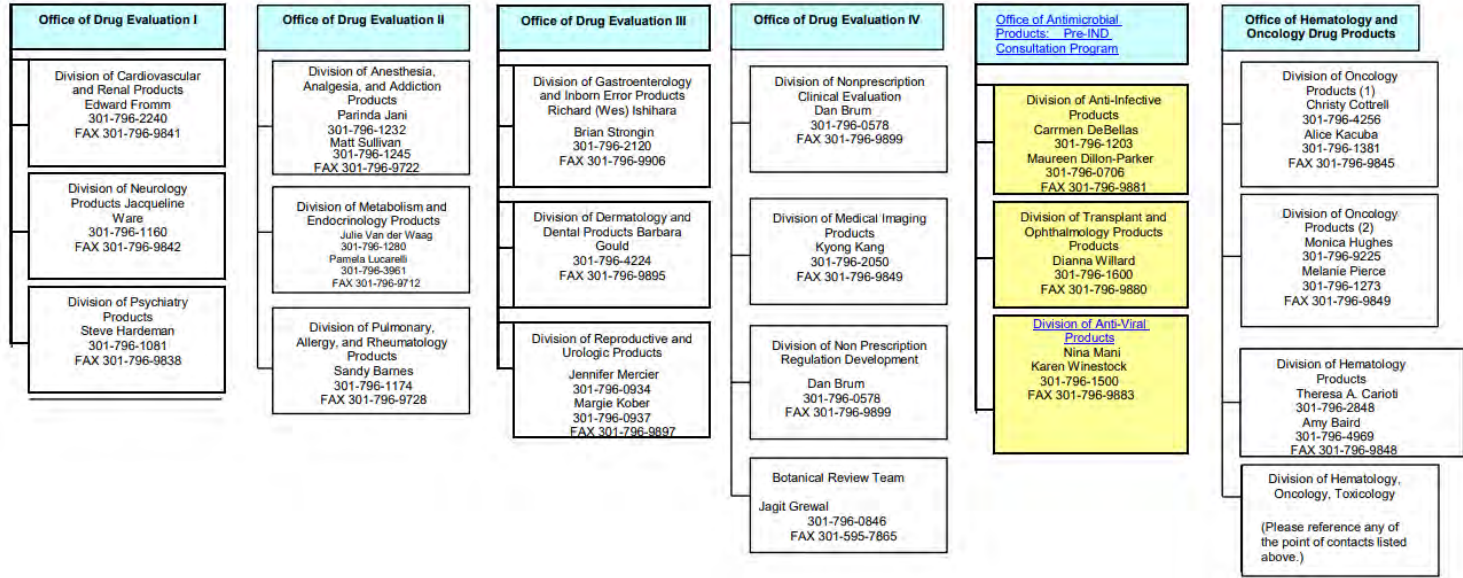 Office of Drug Evaluation I
Division of Cardiovascular
and Renal Products
Edward Fromm
301-796-2240
FAX 301-796-9841
Division of Neurology
Products Jacqueline
Ware
301-796-1160
FAX 301-796-9842
Division of Psychiatry
Products
Steve Hardeman
301-796-1081
FAX 301-796-9838
Office of Drug Evaluation II
Division of Anesthesia,
Analgesia, and Addiction
Products
Parinda Jani
301-796-1232
Matt Sullivan
301-796-1245
FAX 301-796-9722
Division of Metabolism and
Endocrinology Products
Julie Van der Waag
301-796-1280
Pamela Lucarelli
301-796-3961
FAX 301-796-9712
Division of Pulmonary,
Allergy, and Rheumatology
Products
Sandy Barnes
301-796-1174
FAX 301-796-9728
Office of Drug Evaluation III
Division of Gastroenterology
and Inborn Error Products
Richard (Wes) Ishihara
Brian Strongin
301-796-2120
FAX 301-796-9906
Division of Dermatology and
Dental Products Barbara
Gould
301-796-4224
FAX 301-796-9895
Division of Reproductive and
Urologic Products
Jennifer Mercier
301-796-0934
Margie Kober
301-796-0937
FAX 301-796-9897
Office of Drug Evaluation IV
Division of Nonprescription
Clinical Evaluation
Dan Brum
301-796-0578
FAX 301-796-9899
Division of Medical Imaging
Products
Kyong Kang
301-796-2050
FAX 301-796-9849
Division of Non Prescription
Regulation Development
Dan Brum
301-796-0578
FAX 301-796-9899
Botanical Review Team
Jagit Grewal
301-796-0846
FAX 301-595-7865
Office of Antimicrobial
Products: Pre-IND
Consultation Program
Division of Anti-Infective
Products
Carrmen DeBellas
301-796-1203
Maureen Dillon-Parker
301-796-0706
FAX 301-796-9881
Division of Transplant and
Ophthalmology Products
Products
Dianna Willard
301-796-1600
FAX 301-796-9880
Division of Anti-Viral
Products
Nina Mani
Karen Winestock
301-796-1500
FAX 301-796-9883
Office of Hematology and
Oncology Drug Products
Division of Oncology
Products (1)
Christy Cottrell
301-796-4256
Alice Kacuba
301-796-1381
FAX 301-796-9845
Division of Oncology
Products (2)
Monica Hughes
301-796-9225
Melanie Pierce
301-796-1273
FAX 301-796-9849
Division of Hematology
Products
Theresa A. Carioti
301-796-2848
Amy Baird
301-796-4969
FAX 301-796-9848
Division of Hematology,
Oncology, Toxicology
(Please reference any of
the point of contacts listed
above.)